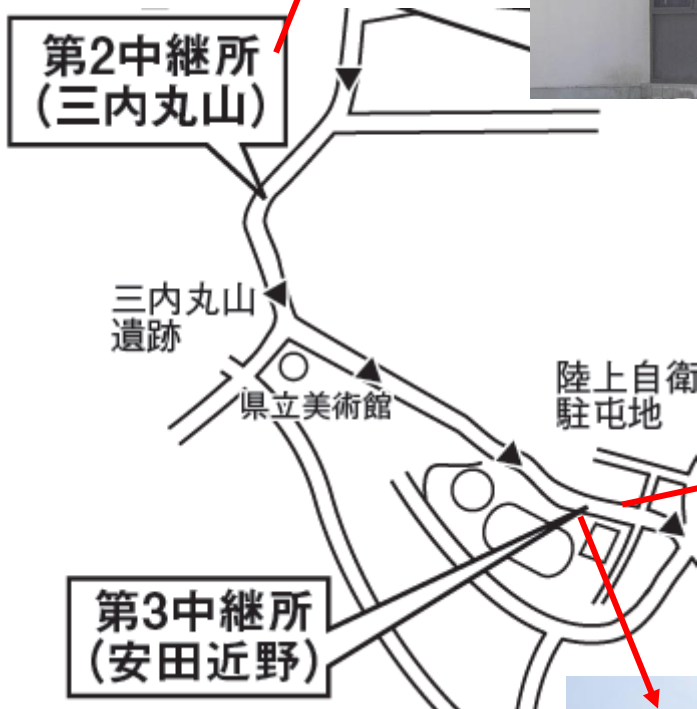 第2中継所
(三内丸山)
三内丸山
遺跡
県立美術館
陸上自衛
駐屯地
第3中継所
(安田近野)